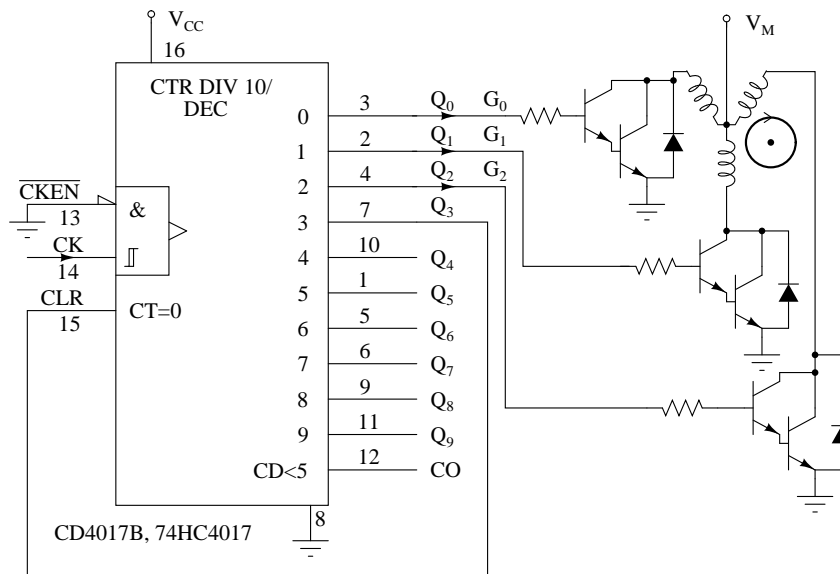 V_CC
16
V_M
CTR DIV 10/
DEC
0 3 Q_0 G_0
1 2 Q_1 G_1
2 4 Q_2 G_2
3 7 Q_3
4 10 Q_4
5 1 Q_5
6 5 Q_6
7 6 Q_7
8 9 Q_8
9 11 Q_9
CD<5 12 CO
C̅K̅E̅N̅
13
&
CK
14
CLR
15
CT=0
8
CD4017B, 74HC4017